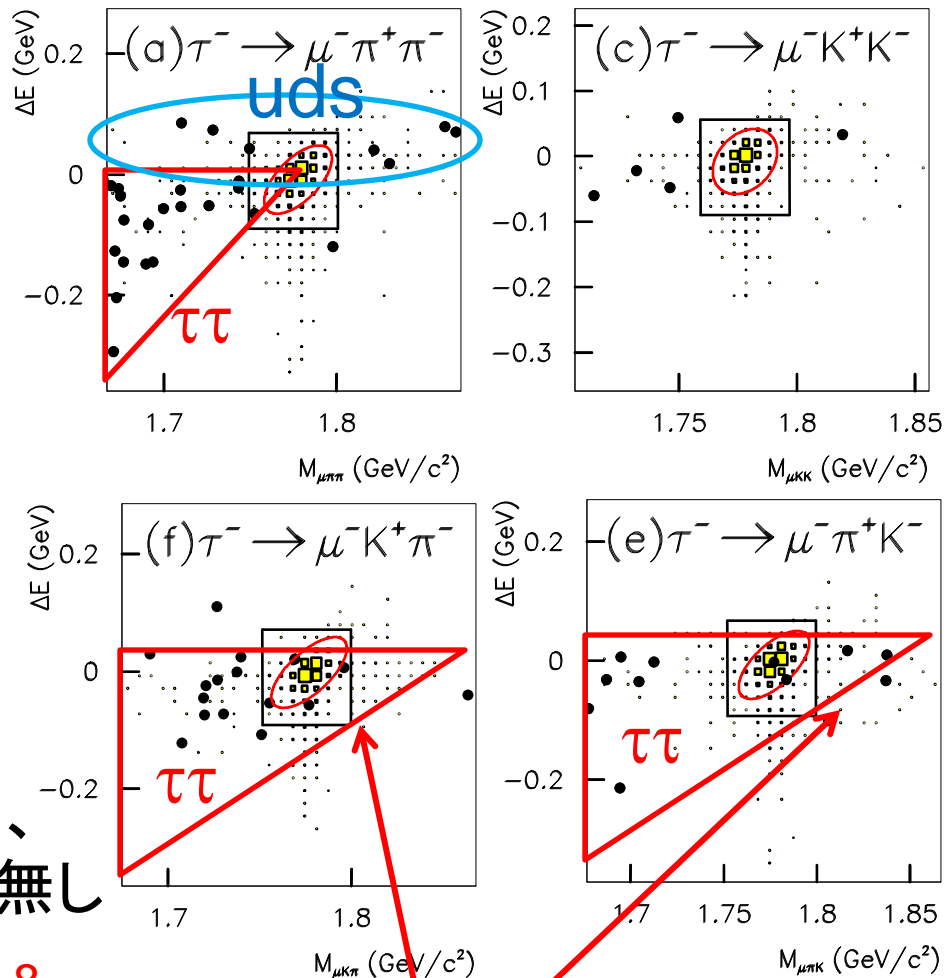 (a)τ⁻ → μ⁻π⁺π⁻
uds
ττ
ΔE (GeV)
0.2
0
−0.2
1.7
1.8
M_μππ (GeV/c²)
(c)τ⁻ → μ⁻K⁺K⁻
ΔE (GeV)
0.2
0.1
0
−0.1
−0.2
−0.3
1.75
1.8
1.85
M_μKK (GeV/c²)
(f)τ⁻ → μ⁻K⁺π⁻
ττ
ΔE (GeV)
0.2
0
−0.2
1.7
1.8
M_μKπ (GeV/c²)
(e)τ⁻ → μ⁻π⁺K⁻
ττ
ΔE (GeV)
0.2
0
−0.2
1.7
1.75
1.8
1.85
M_μπK (GeV/c²)
、
無し